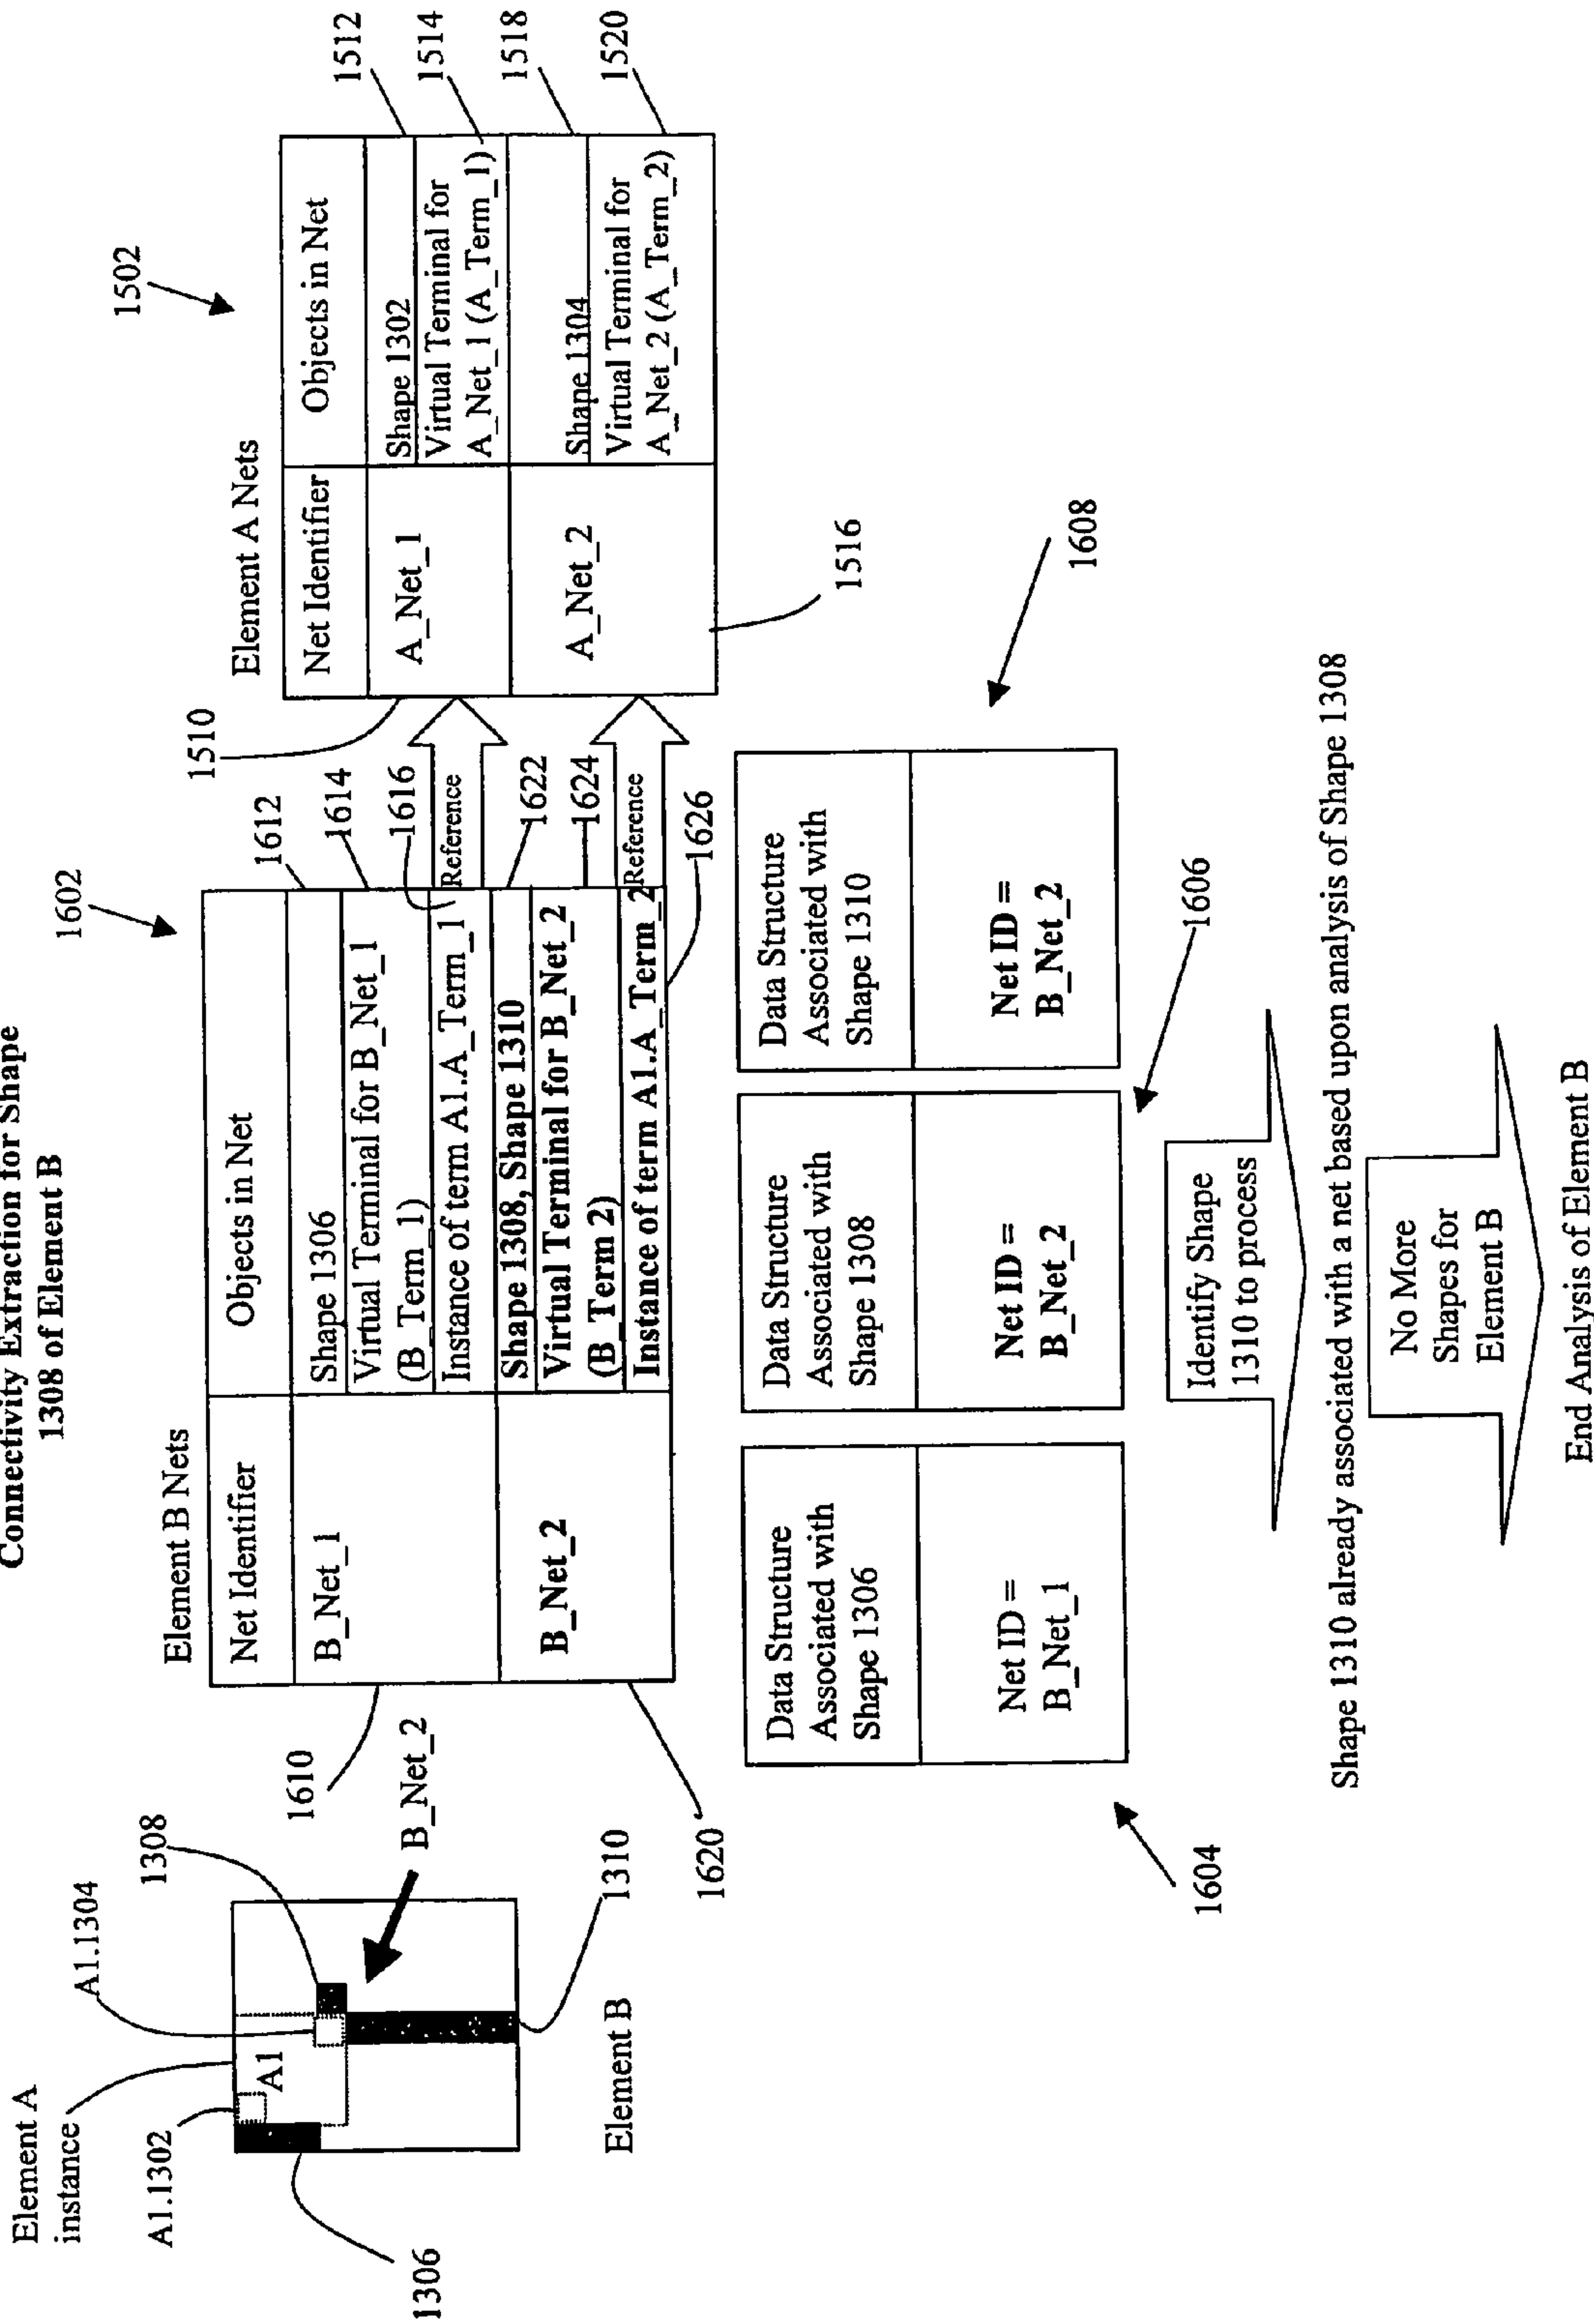 Connectivity Extraction for Shape
1308 of Element B
Element A
instance
A1.1302
A1.1304
1308
A1
B_Net_2
1306
1310
Element B
1602
Element B Nets
Net Identifier
Objects in Net
B_Net_1
Shape 1306
Virtual Terminal for B_Net_1
(B_Term_1)
Instance of term A1.A_Term_1
B_Net_2
Shape 1308, Shape 1310
Virtual Terminal for B_Net_2
(B_Term 2)
Instance of term A1.A_Term_2
1610
1620
1612
1614
1616
1622
1624
1626
Reference
Reference
1502
Element A Nets
Net Identifier
Objects in Net
A_Net_1
Shape 1302
Virtual Terminal for
A_Net_1 (A_Term_1)
A_Net_2
Shape 1304
Virtual Terminal for
A_Net_2 (A_Term_2)
1510
1512
1514
1518
1520
1516
Data Structure
Associated with
Shape 1306
Net ID =
B_Net_1
1604
Data Structure
Associated with
Shape 1308
Net ID =
B_Net_2
1606
Data Structure
Associated with
Shape 1310
Net ID =
B_Net_2
1608
Identify Shape
1310 to process
Shape 1310 already associated with a net based upon analysis of Shape 1308
No More
Shapes for
Element B
End Analysis of Element B